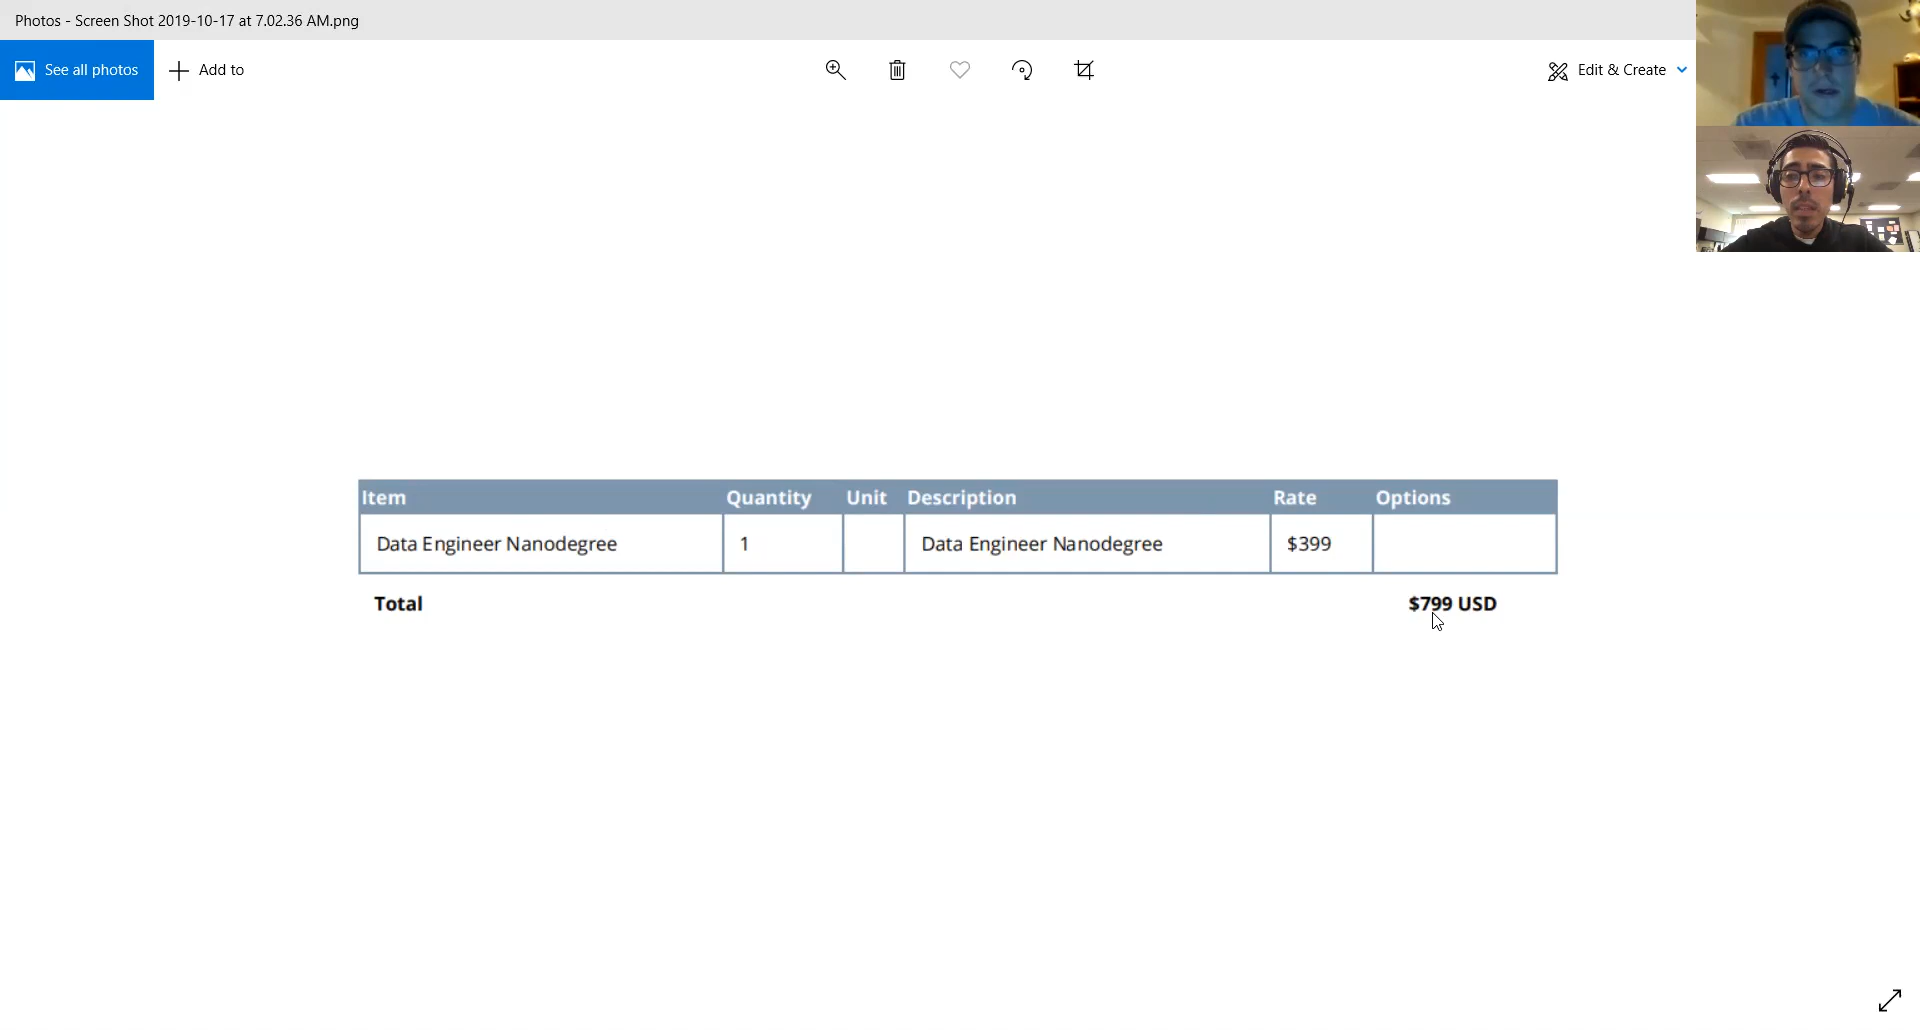 Photos - Screen Shot 2019-10-17 at 7.02.36 AM.png
See all photos Add to Edit & Create
Item Quantity Unit Description Rate Options
Data Engineer Nanodegree 1 Data Engineer Nanodegree $399
Total $799 USD